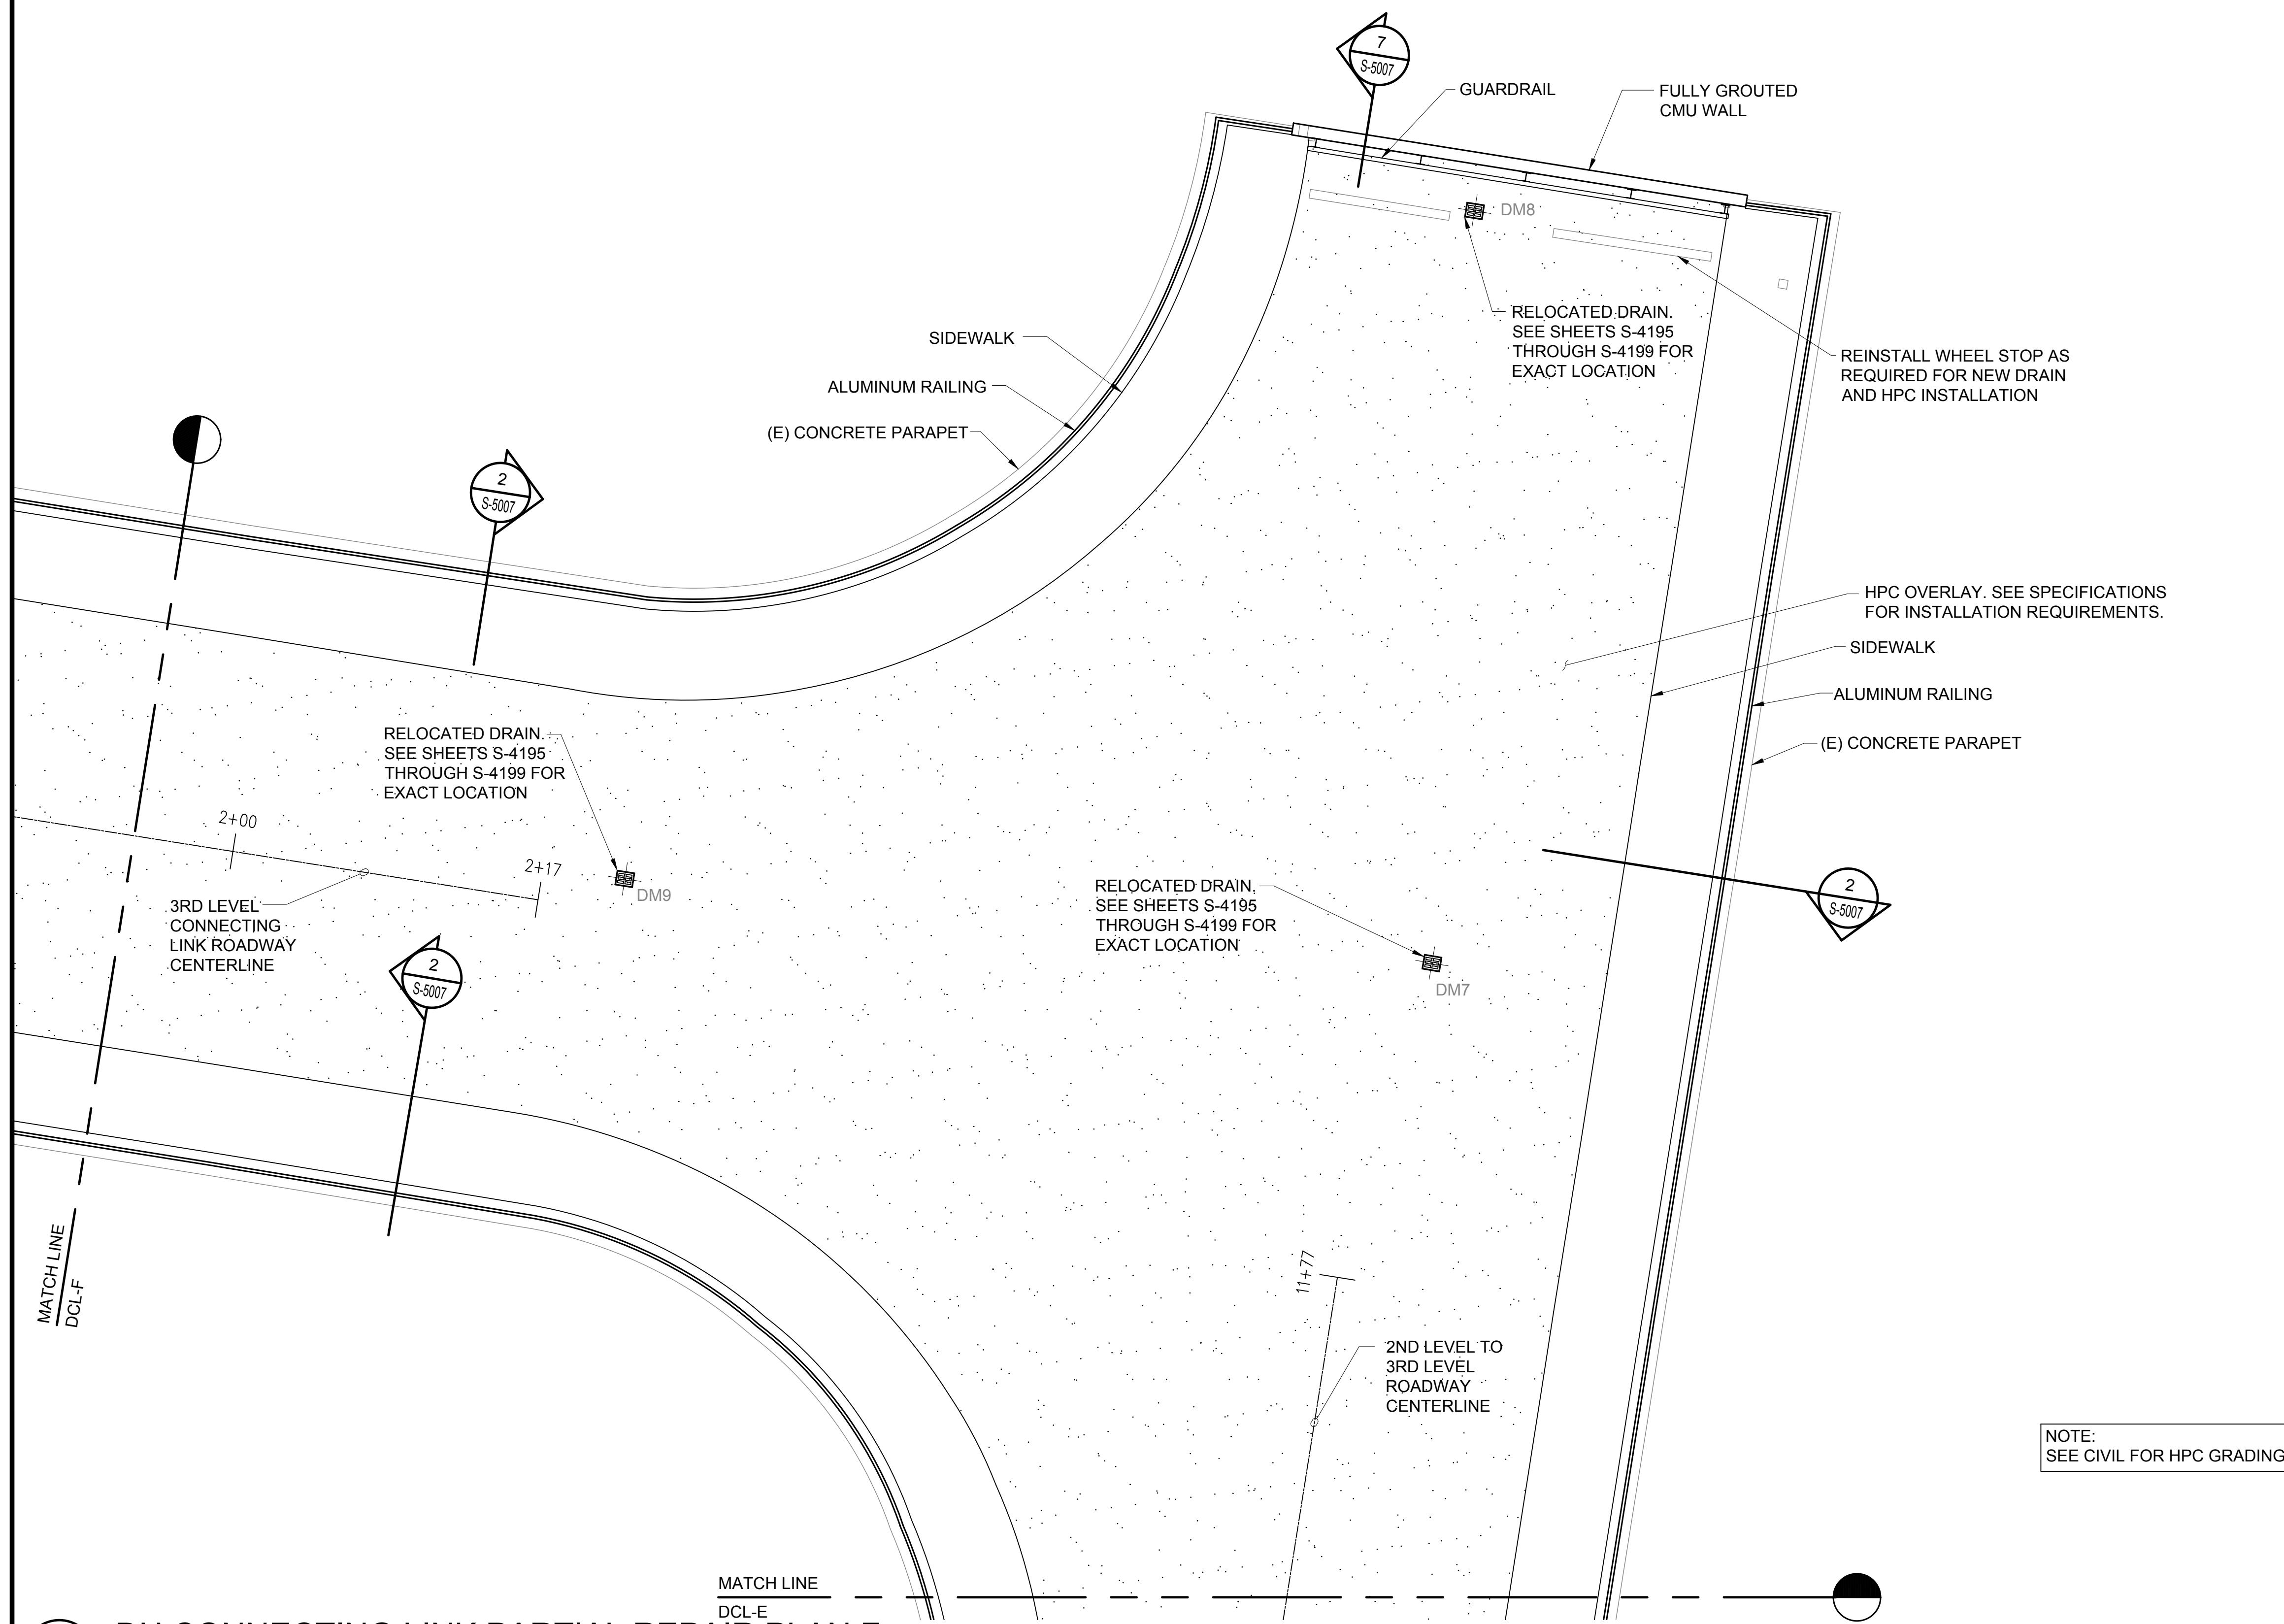 7
S-5007
GUARDRAIL
FULLY GROUTED
CMU WALL
DM8
RELOCATED DRAIN.
SEE SHEETS S-4195
THROUGH S-4199 FOR
EXACT LOCATION
SIDEWALK
ALUMINUM RAILING
(E) CONCRETE PARAPET
REINSTALL WHEEL STOP AS
REQUIRED FOR NEW DRAIN
AND HPC INSTALLATION
2
S-5007
HPC OVERLAY. SEE SPECIFICATIONS
FOR INSTALLATION REQUIREMENTS.
SIDEWALK
ALUMINUM RAILING
(E) CONCRETE PARAPET
RELOCATED DRAIN.
SEE SHEETS S-4195
THROUGH S-4199 FOR
EXACT LOCATION
2+00
2+17
DM9
3RD LEVEL
CONNECTING
LINK ROADWAY
CENTERLINE
RELOCATED DRAIN.
SEE SHEETS S-4195
THROUGH S-4199 FOR
EXACT LOCATION
DM7
2
S-5007
2
S-5007
MATCH LINE
DCL-F
11+77
2ND LEVEL TO
3RD LEVEL
ROADWAY
CENTERLINE
NOTE:
SEE CIVIL FOR HPC GRADING
MATCH LINE
DCL-E
CONNECTING LINK PARTIAL REPAIR PLAN